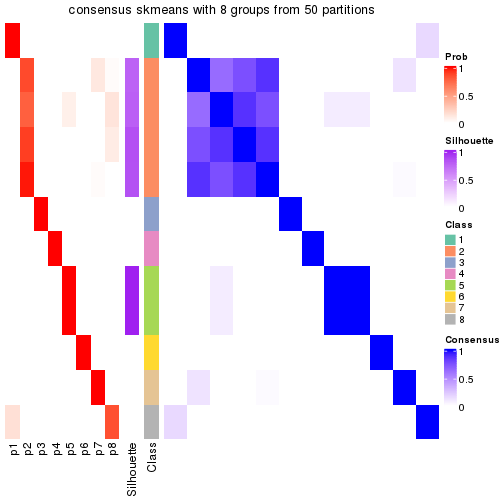 consensus skmeans with 8 groups from 50 partitions
Prob
1
0.5
0
Silhouette
1
0.5
0
Class
1
2
3
4
5
6
7
8
Consensus
1
0.5
0
p1
p2
p3
p4
p5
p6
p7
p8
Silhouette
Class